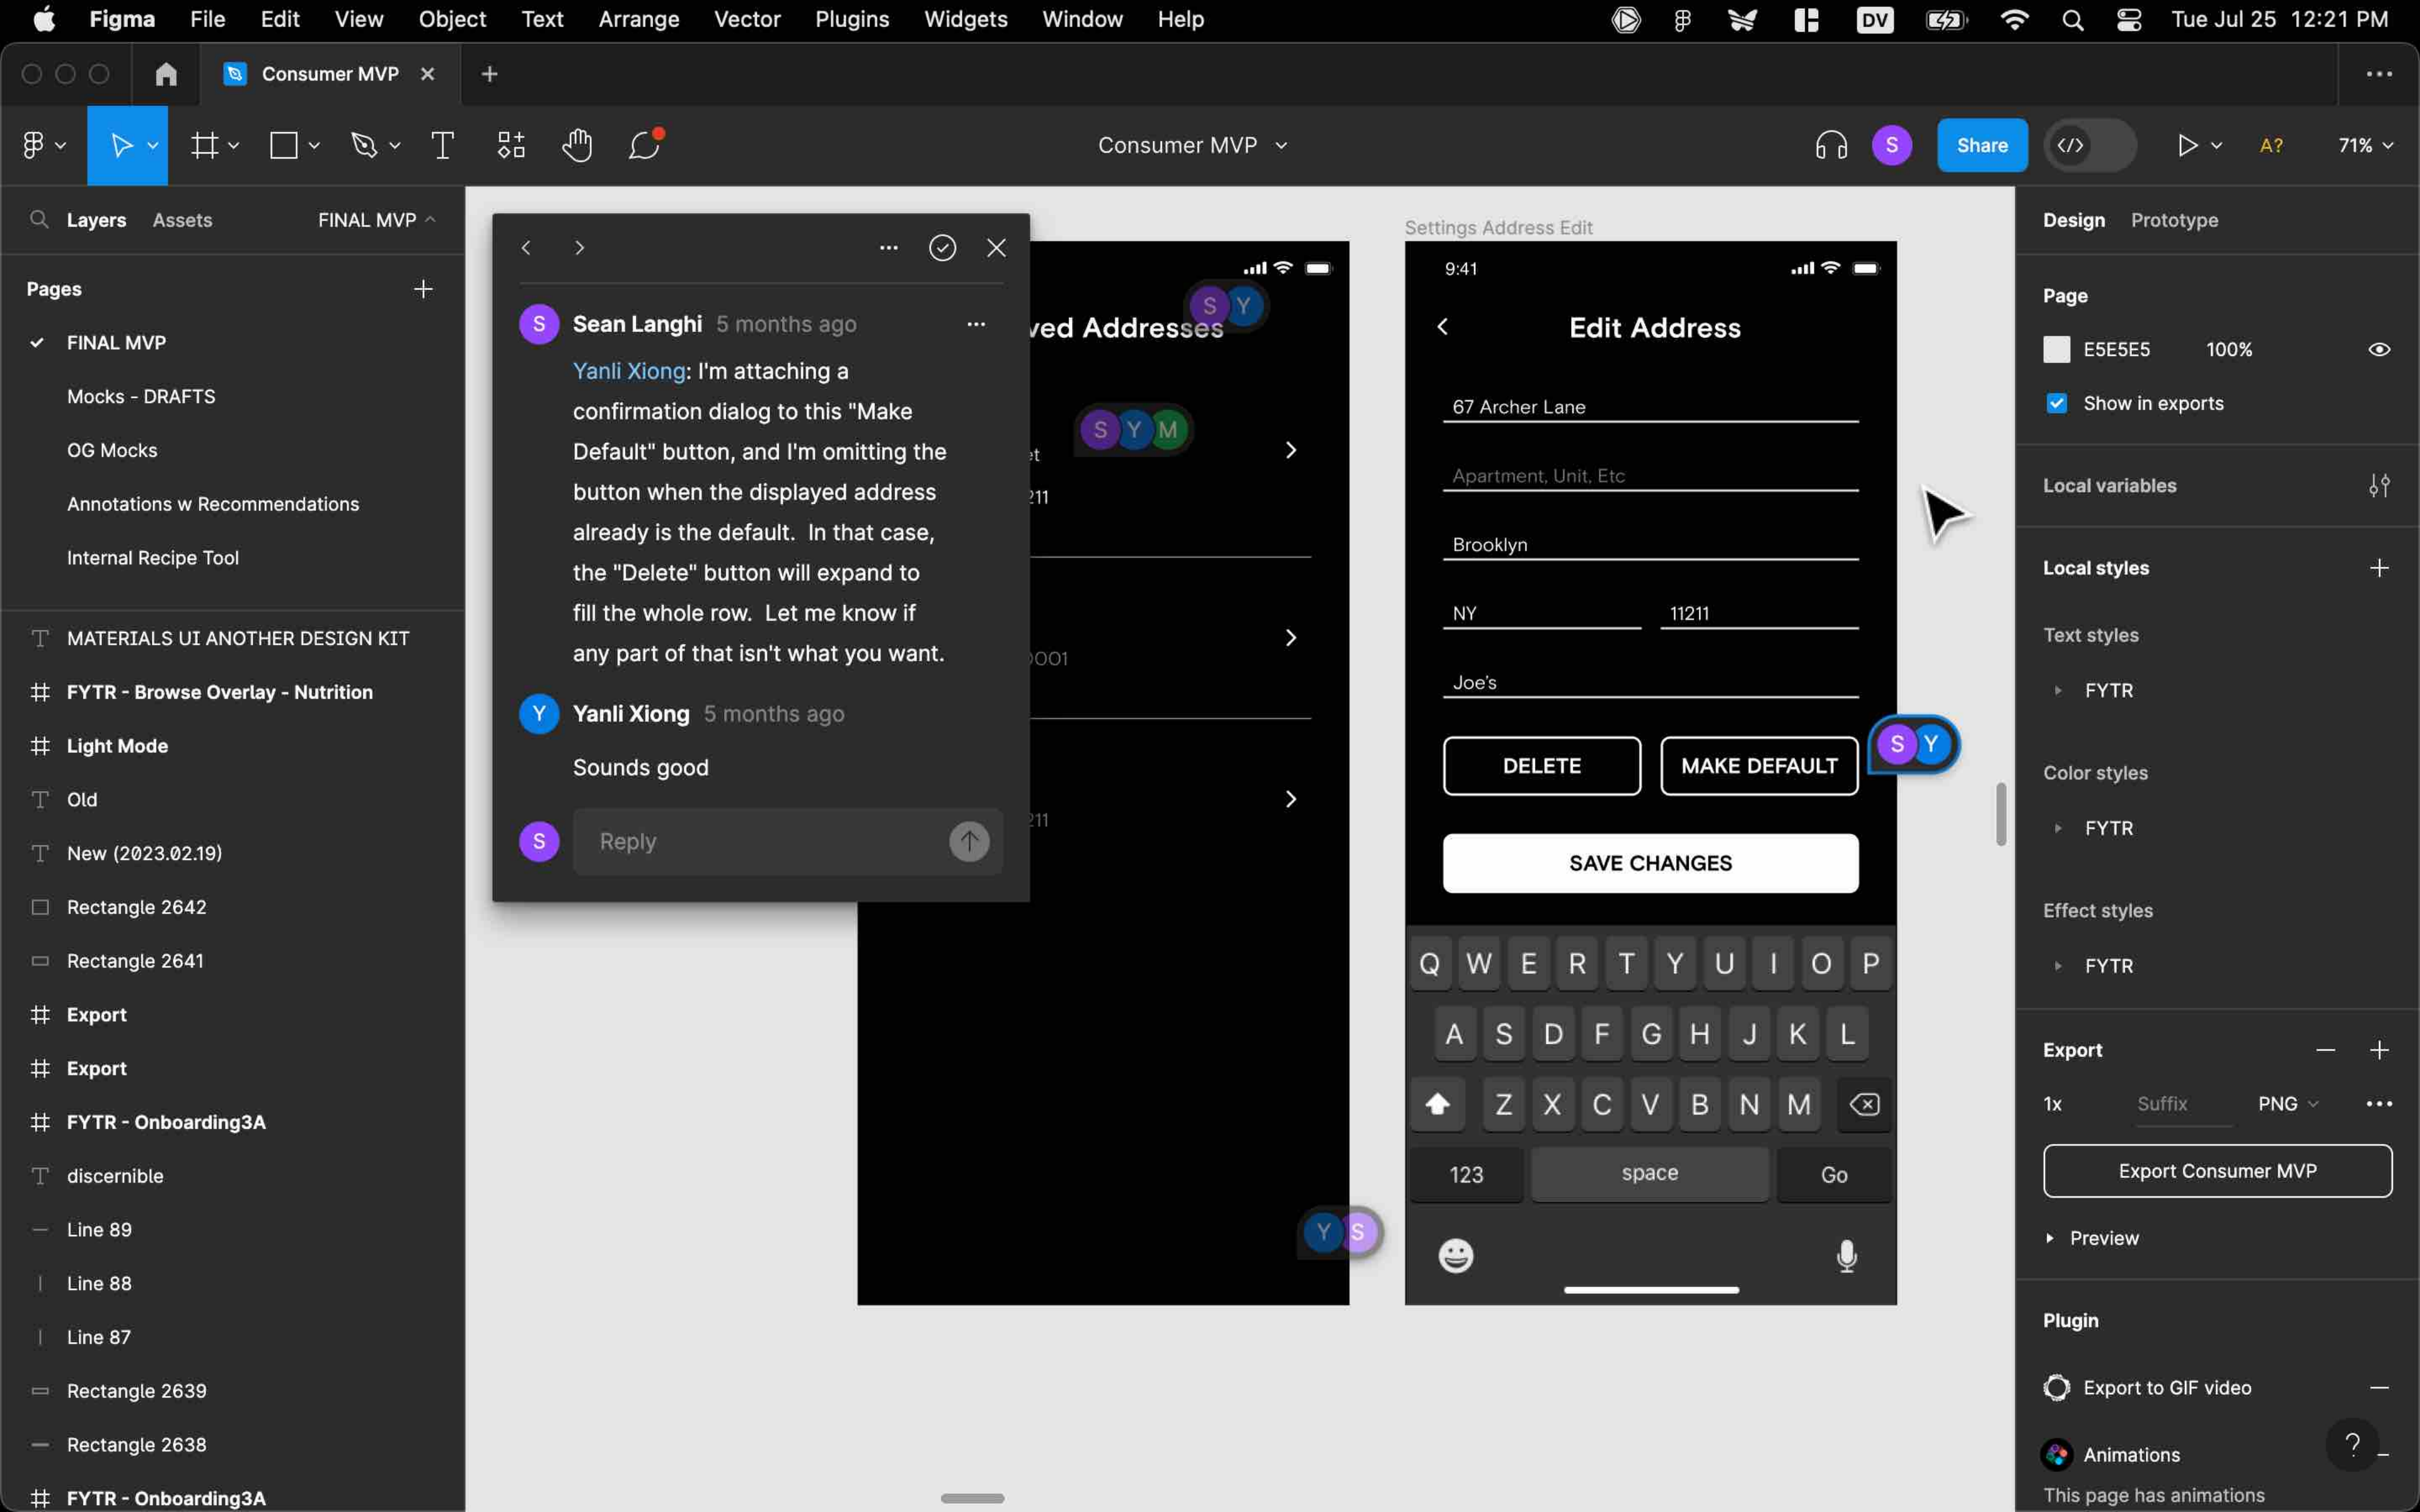 Figma File Edit View Object Text Arrange Vector Plugins Widgets Window Help DV Tue Jul 25 12:21 PM
Consumer MVP
Consumer MVP
S
Share
A?
71%
Layers Assets FINAL MVP
Pages
FINAL MVP
Mocks - DRAFTS
OG Mocks
Annotations w Recommendations
Internal Recipe Tool
MATERIALS UI ANOTHER DESIGN KIT
FYTR - Browse Overlay - Nutrition
Light Mode
Old
New (2023.02.19)
Rectangle 2642
Rectangle 2641
Export
Export
FYTR - Onboarding3A
discernible
Line 89
Line 88
Line 87
Rectangle 2639
Rectangle 2638
FYTR - Onboarding3A
S Sean Langhi 5 months ago
Yanli Xiong: I'm attaching a
confirmation dialog to this "Make
Default" button, and I'm omitting the
button when the displayed address
already is the default. In that case,
the "Delete" button will expand to
fill the whole row. Let me know if
any part of that isn't what you want.
Y Yanli Xiong 5 months ago
Sounds good
S Reply
S Y
ved Addresses
S Y M
et
211
0001
211
Y S
Settings Address Edit
9:41
Edit Address
67 Archer Lane
Apartment, Unit, Etc
Brooklyn
NY 11211
Joe's
DELETE MAKE DEFAULT
S Y
SAVE CHANGES
Q W E R T Y U I O P
A S D F G H J K L
Z X C V B N M
123 space Go
Design Prototype
Page
E5E5E5 100%
Show in exports
Local variables
Local styles
Text styles
FYTR
Color styles
FYTR
Effect styles
FYTR
Export
1x Suffix PNG
Export Consumer MVP
Preview
Plugin
Export to GIF video
Animations
?
This page has animations